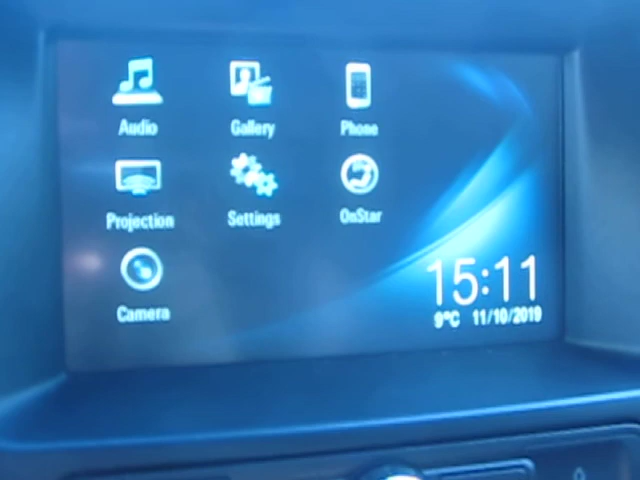 Audio Gallery Phone
Projection Settings OnStar
Camera
15:11
9°C 11/10/2019